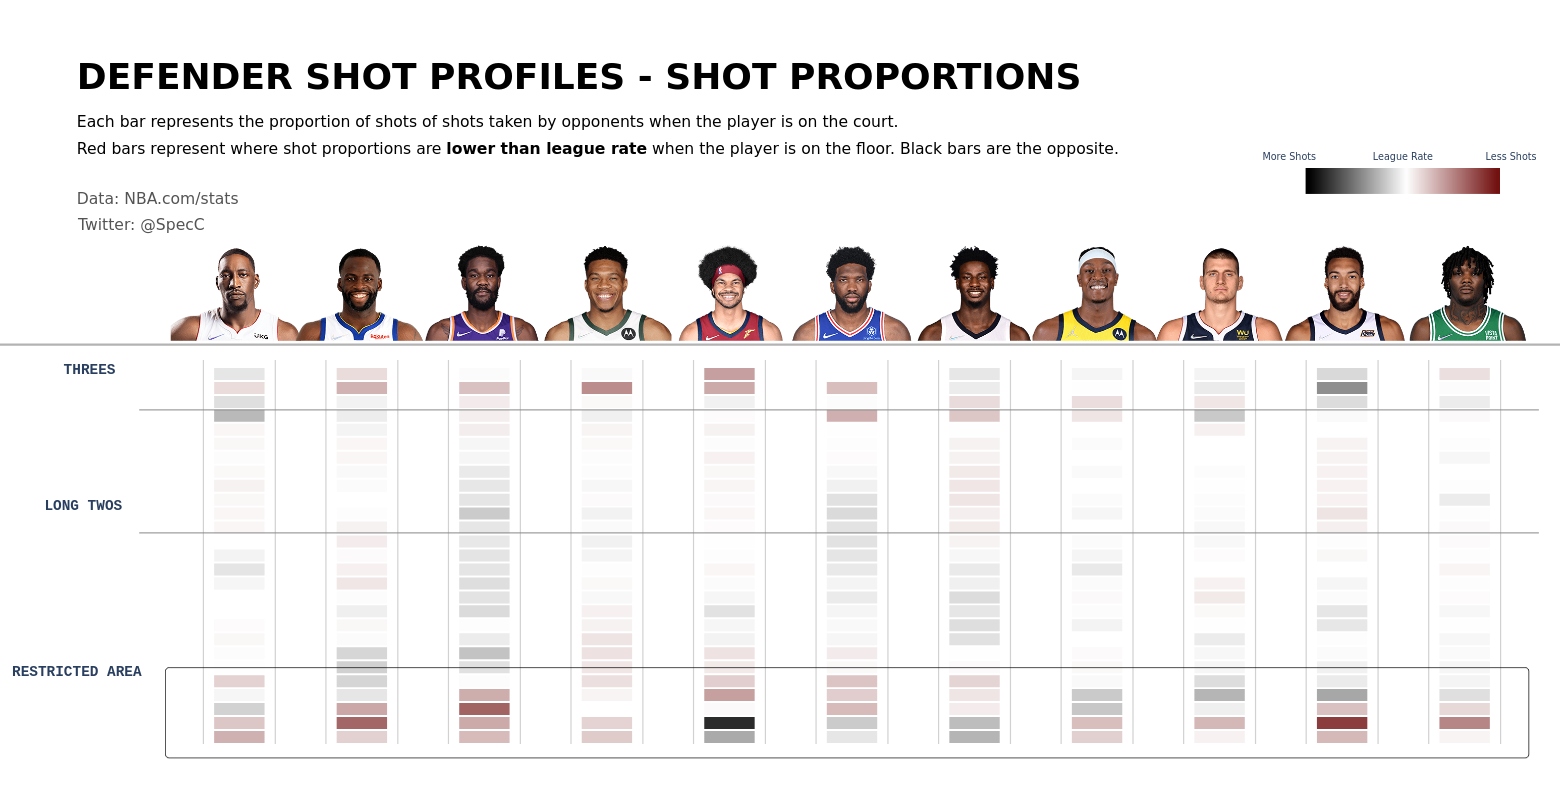 DEFENDER SHOT PROFILES - SHOT PROPORTIONS
Each bar represents the proportion of shots of shots taken by opponents when the player is on the court.
Red bars represent where shot proportions are lower than league rate when the player is on the floor. Black bars are the opposite.
More Shots League Rate Less Shots
Data: NBA.com/stats
Twitter: @SpecC
THREES
LONG TWOS
RESTRICTED AREA